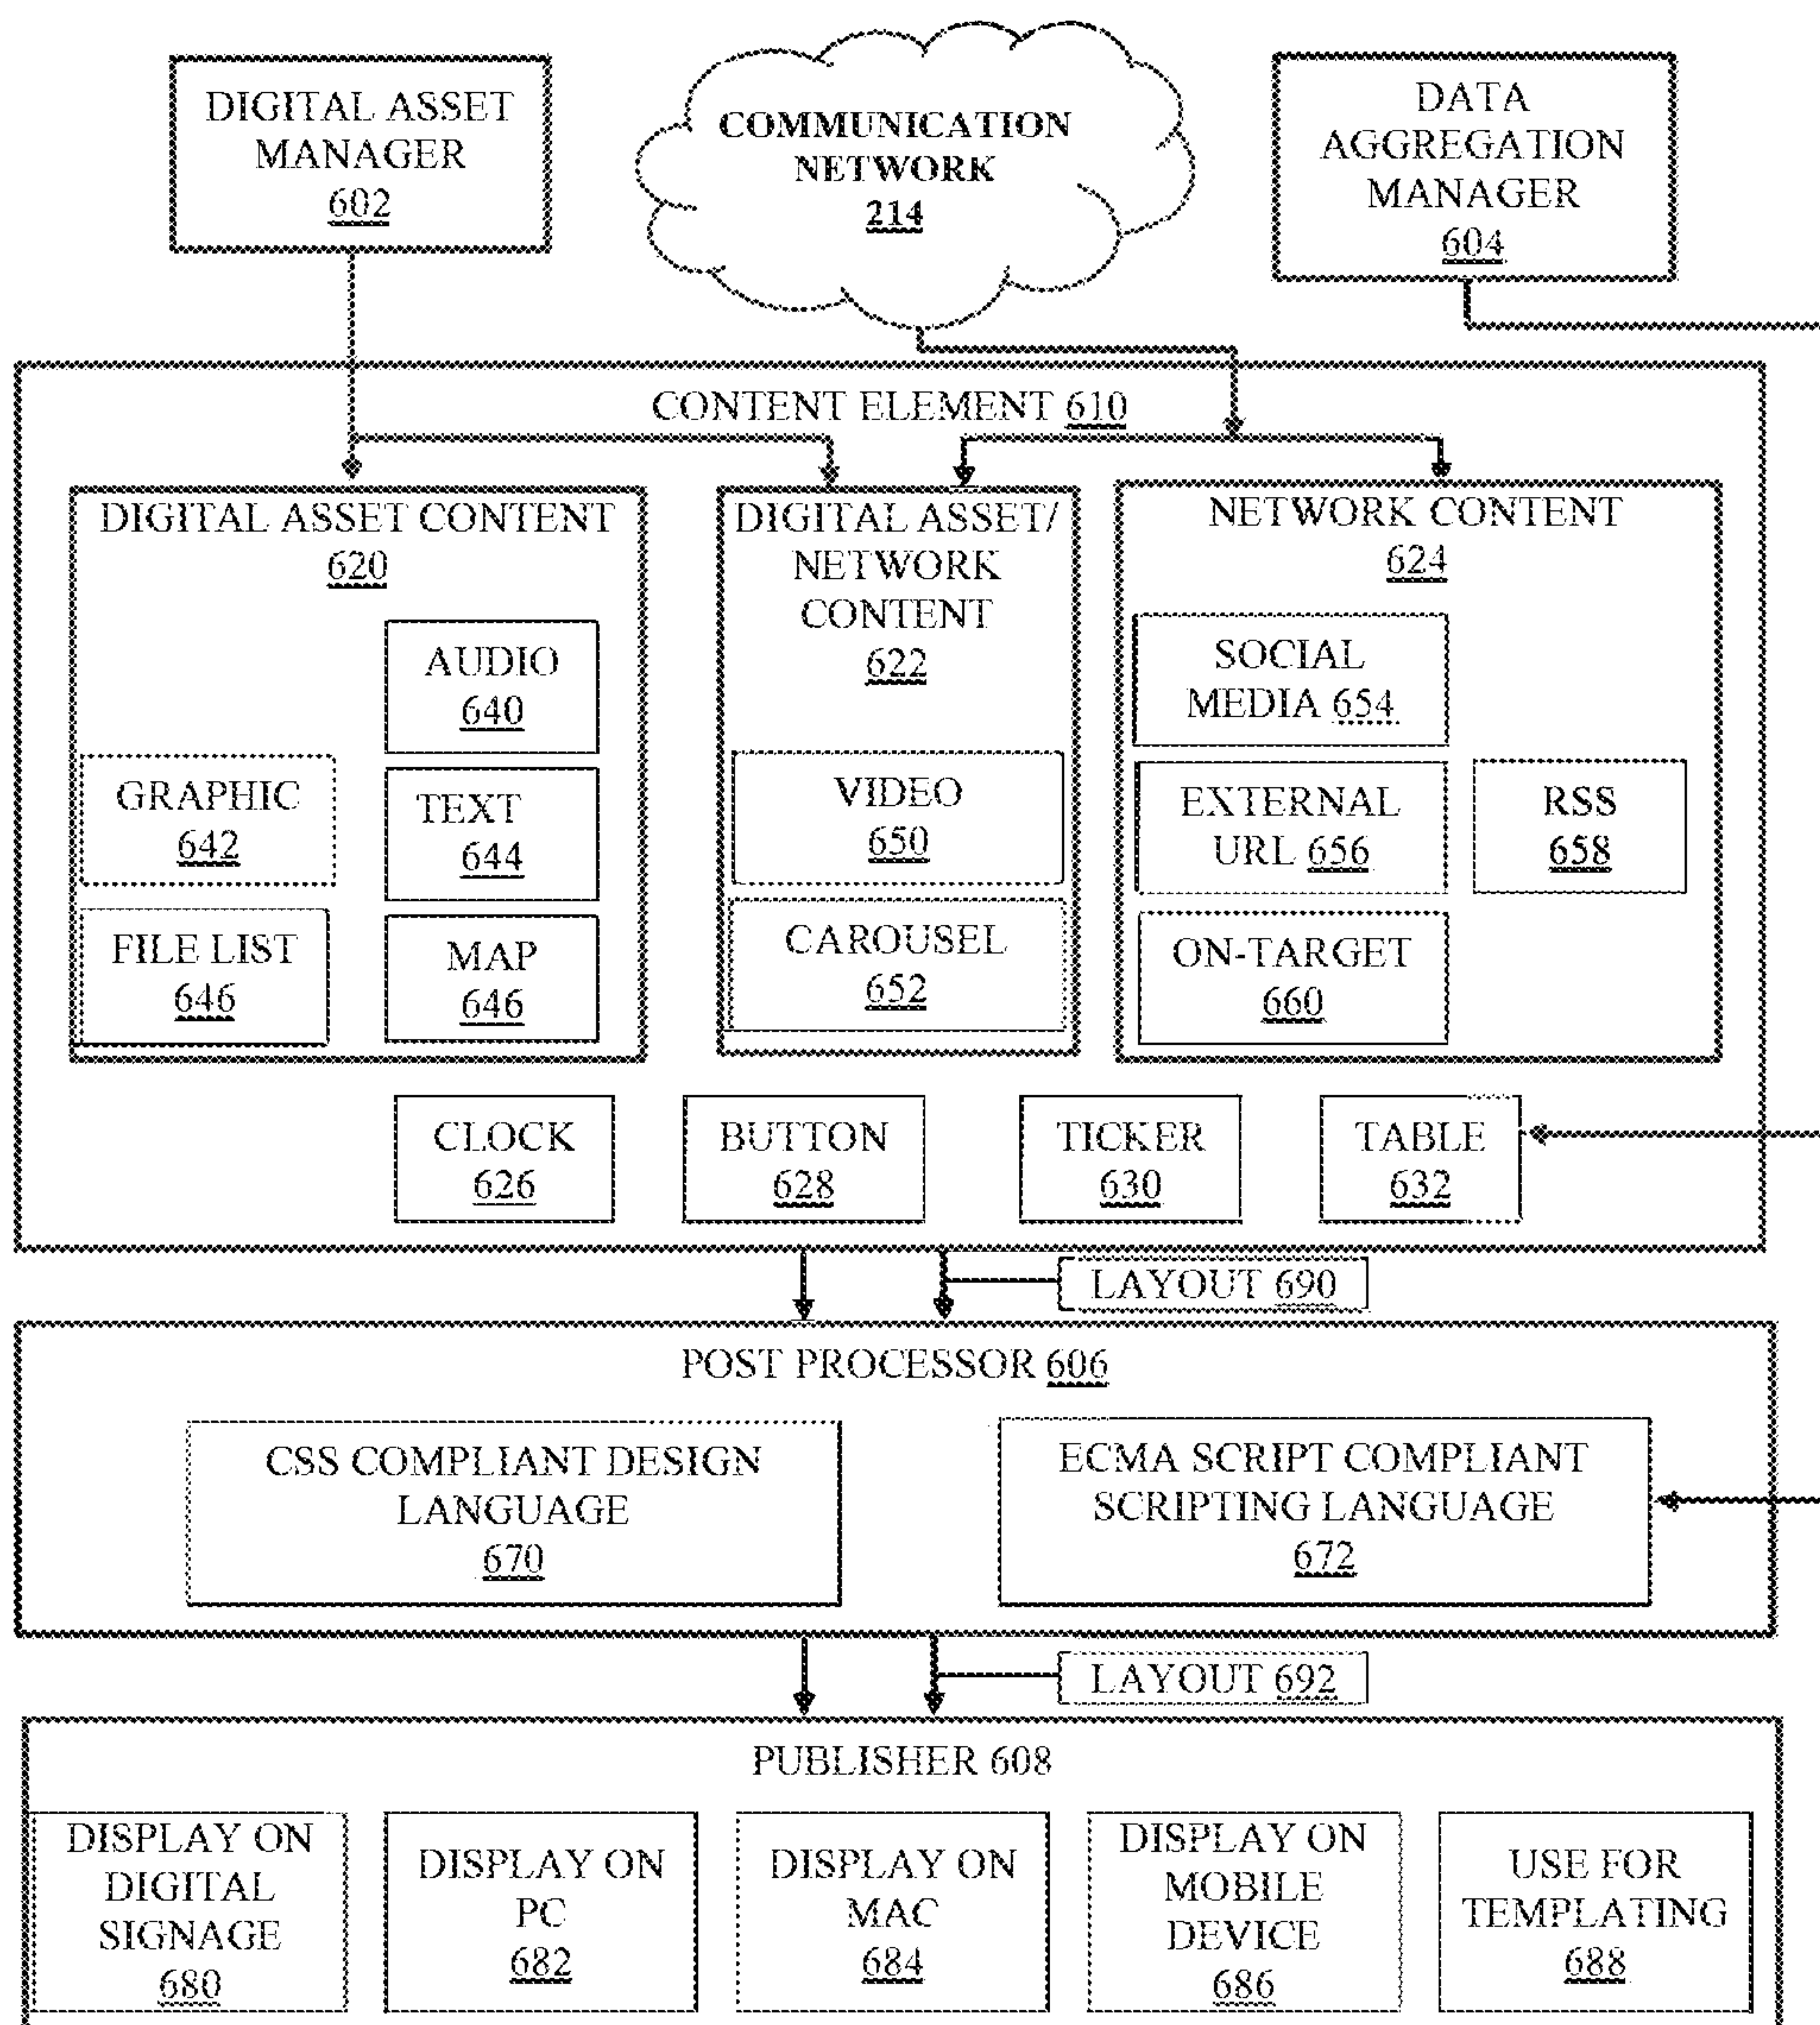 DIGITAL ASSET
MANAGER
602
COMMUNICATION
NETWORK
214
DATA
AGGREGATION
MANAGER
604
CONTENT ELEMENT 610
DIGITAL ASSET CONTENT
620
AUDIO
640
GRAPHIC
642
TEXT
644
FILE LIST
646
MAP
646
DIGITAL ASSET/
NETWORK
CONTENT
622
VIDEO
650
CAROUSEL
652
NETWORK CONTENT
624
SOCIAL
MEDIA 654
EXTERNAL
URL 656
RSS
658
ON-TARGET
660
CLOCK
626
BUTTON
628
TICKER
630
TABLE
632
LAYOUT 690
POST PROCESSOR 606
CSS COMPLIANT DESIGN
LANGUAGE
670
ECMA SCRIPT COMPLIANT
SCRIPTING LANGUAGE
672
LAYOUT 692
PUBLISHER 608
DISPLAY ON
DIGITAL
SIGNAGE
680
DISPLAY ON
PC
682
DISPLAY ON
MAC
684
DISPLAY ON
MOBILE
DEVICE
686
USE FOR
TEMPLATING
688